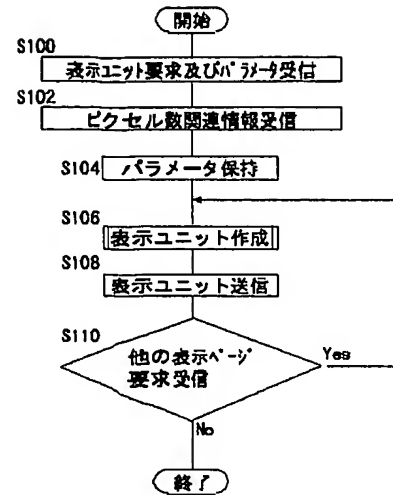 開始
S100
表示ユニット要求及びパラメータ受信
S102
ピクセル数関連情報受信
S104
パラメータ保持
S106
表示ユニット作成
S108
表示ユニット送信
S110
他の表示ページ
要求受信
Yes
No
終了